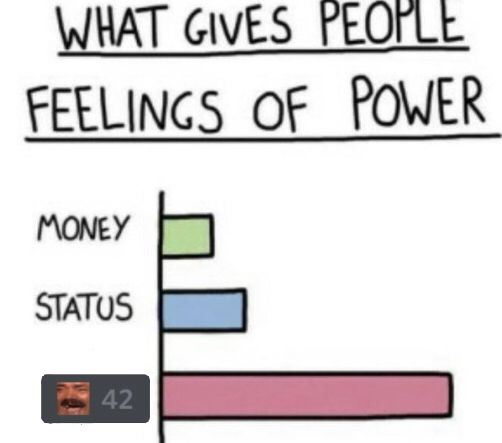 WHAT GIVES PEOPLE
FEELINGS OF POWER
MONEY
STATUS
42